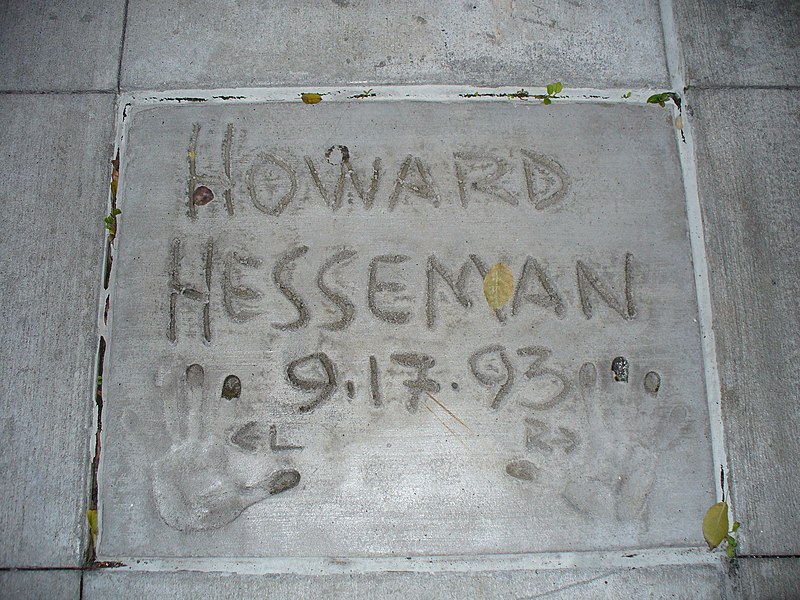 HOWARD
HESSEMAN
9.17.93
←L R→